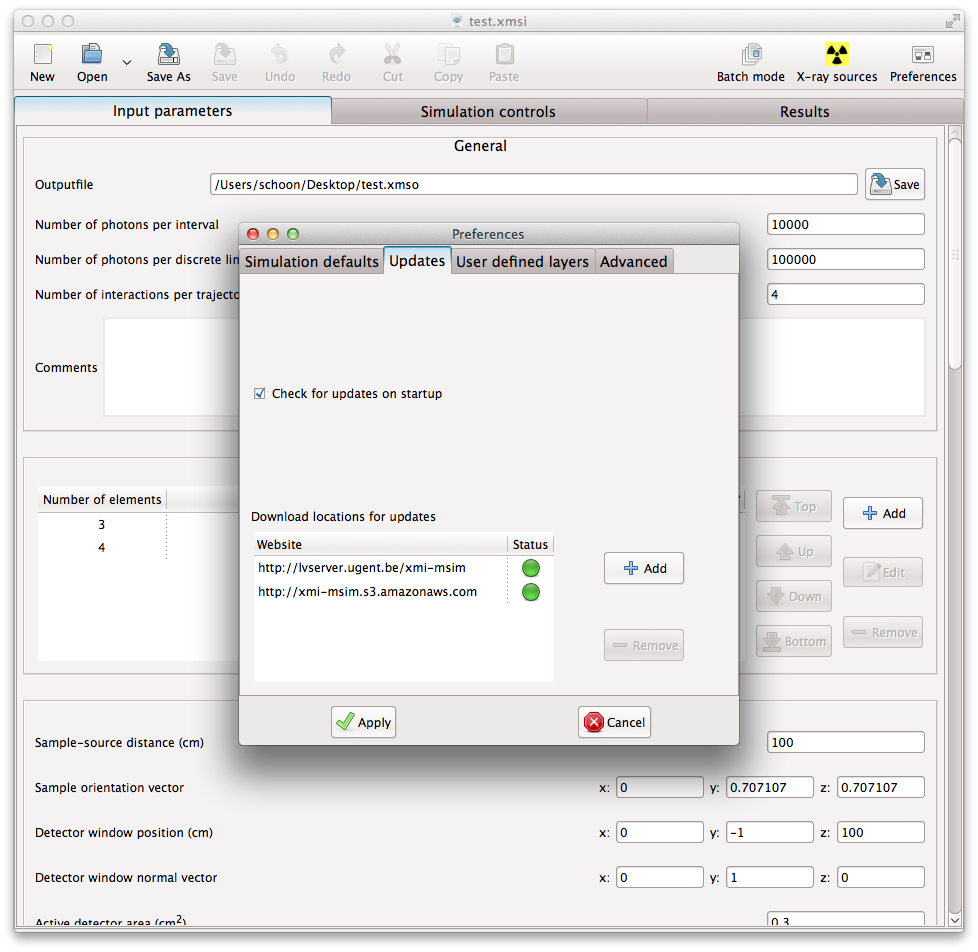 test.xmsi
New Open Save As Save Undo Redo Cut Copy Paste Batch mode X-ray sources Preferences
Input parameters Simulation controls Results
General
Outputfile /Users/schoon/Desktop/test.xmso Save
Number of photons per interval 10000
Number of photons per discrete lin 100000
Number of interactions per trajecto 4
Comments
Preferences
Simulation defaults Updates User defined layers Advanced
Check for updates on startup
Download locations for updates
Website Status
http://lvserver.ugent.be/xmi-msim
http://xmi-msim.s3.amazonaws.com
Add
Remove
Apply Cancel
Number of elements
3
4
Top Add
Up Edit
Down
Bottom Remove
Sample-source distance (cm) 100
Sample orientation vector x: 0 y: 0.707107 z: 0.707107
Detector window position (cm) x: 0 y: -1 z: 100
Detector window normal vector x: 0 y: 1 z: 0
Active detector area (cm²) 0.3